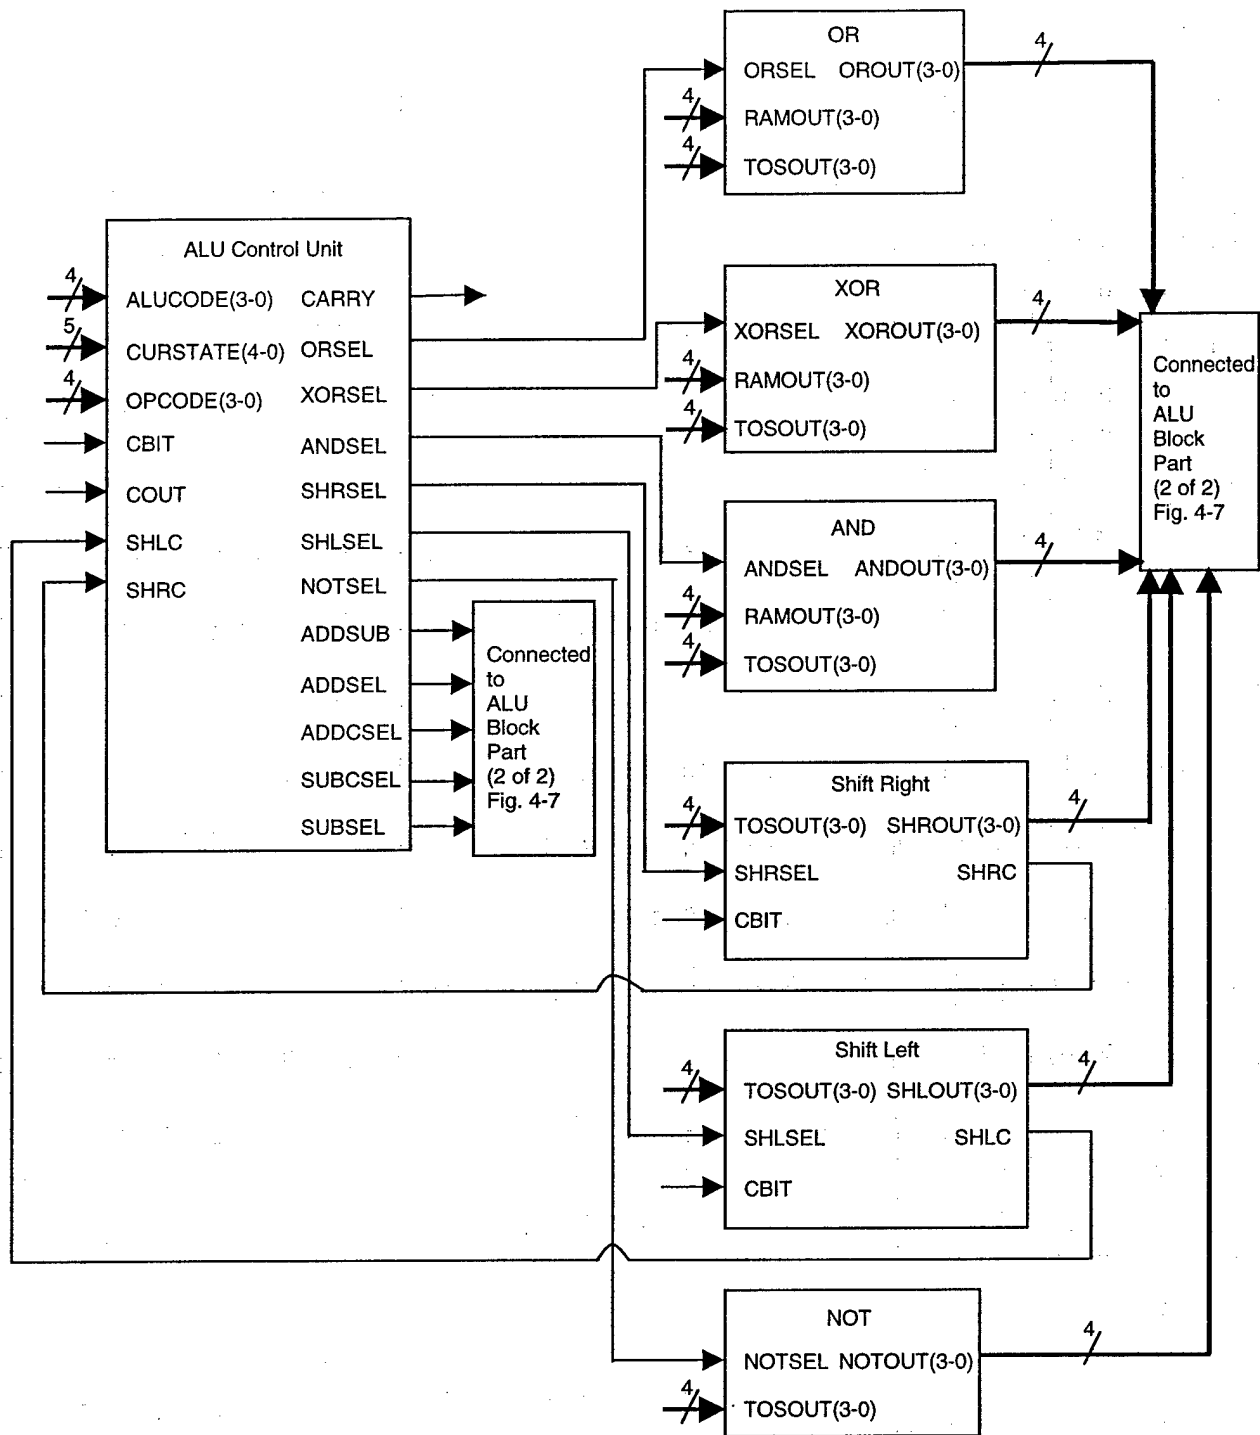 OR
4
ORSEL OROUT(3-0)
4
RAMOUT(3-0)
4
TOSOUT(3-0)
ALU Control Unit
4
ALUCODE(3-0) CARRY
5
CURSTATE(4-0) ORSEL
4
OPCODE(3-0) XORSEL
CBIT ANDSEL
COUT SHRSEL
SHLC SHLSEL
SHRC NOTSEL
ADDSUB
ADDSEL
ADDCSEL
SUBCSEL
SUBSEL
Connected
to
ALU
Block
Part
(2 of 2)
Fig. 4-7
XOR
4
XORSEL XOROUT(3-0)
4
RAMOUT(3-0)
4
TOSOUT(3-0)
Connected
to
ALU
Block
Part
(2 of 2)
Fig. 4-7
AND
4
ANDSEL ANDOUT(3-0)
4
RAMOUT(3-0)
4
TOSOUT(3-0)
Shift Right
4
4
TOSOUT(3-0) SHROUT(3-0)
SHRSEL SHRC
CBIT
Shift Left
4
4
TOSOUT(3-0) SHLOUT(3-0)
SHLSEL SHLC
CBIT
NOT
4
NOTSEL NOTOUT(3-0)
4
TOSOUT(3-0)